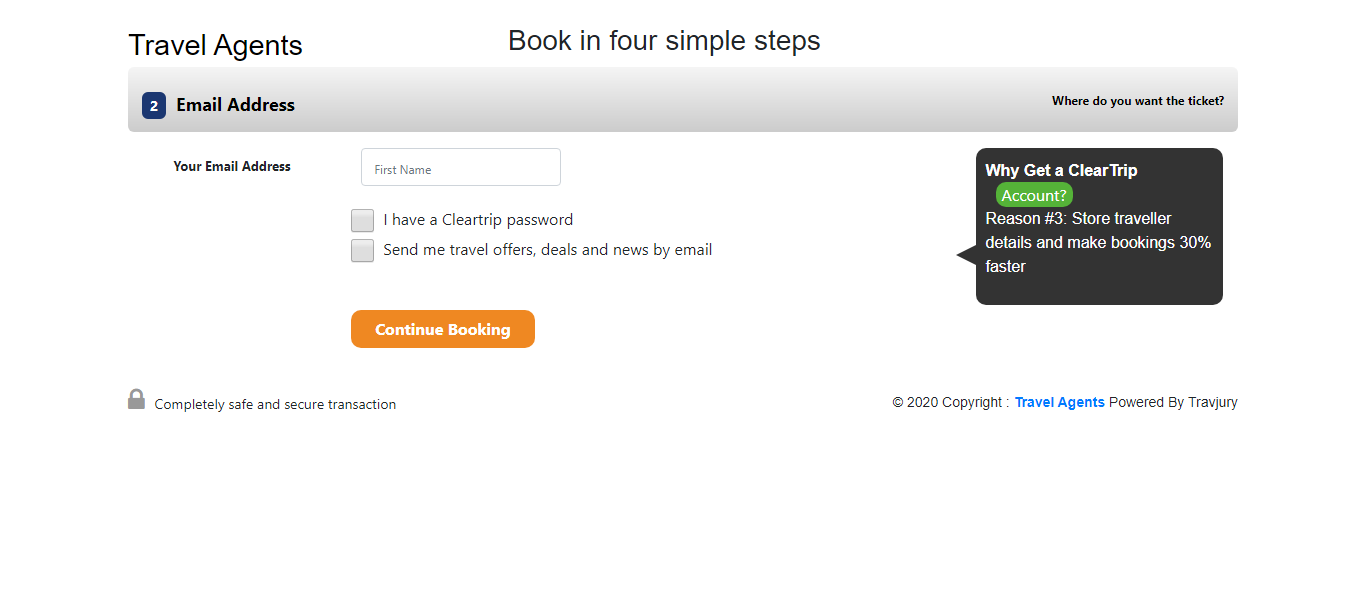 Travel Agents
Book in four simple steps
2 Email Address
Where do you want the ticket?
Your Email Address
First Name
I have a Cleartrip password
Send me travel offers, deals and news by email
Continue Booking
Why Get a ClearTrip
Account?
Reason #3: Store traveller
details and make bookings 30%
faster
Completely safe and secure transaction
© 2020 Copyright : Travel Agents Powered By Travjury